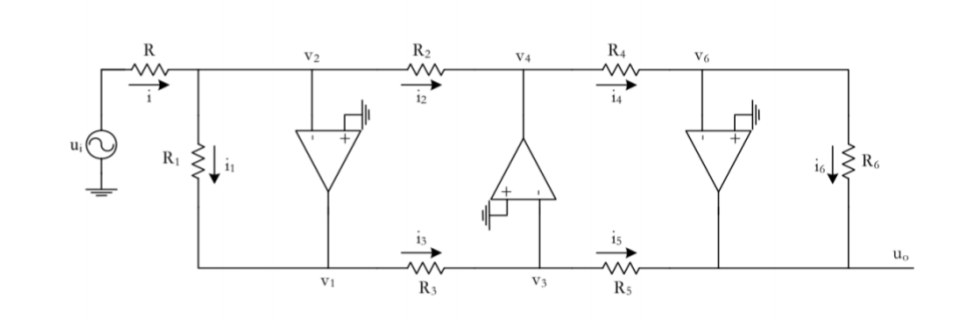 R
R₂
R₄
v₂
v₄
v₆
i
i₂
i₄
- +
- +
uᵢ
R₁
i₁
i₆
R₆
+ -
i₃
i₅
uₒ
v₁
R₃
v₃
R₅